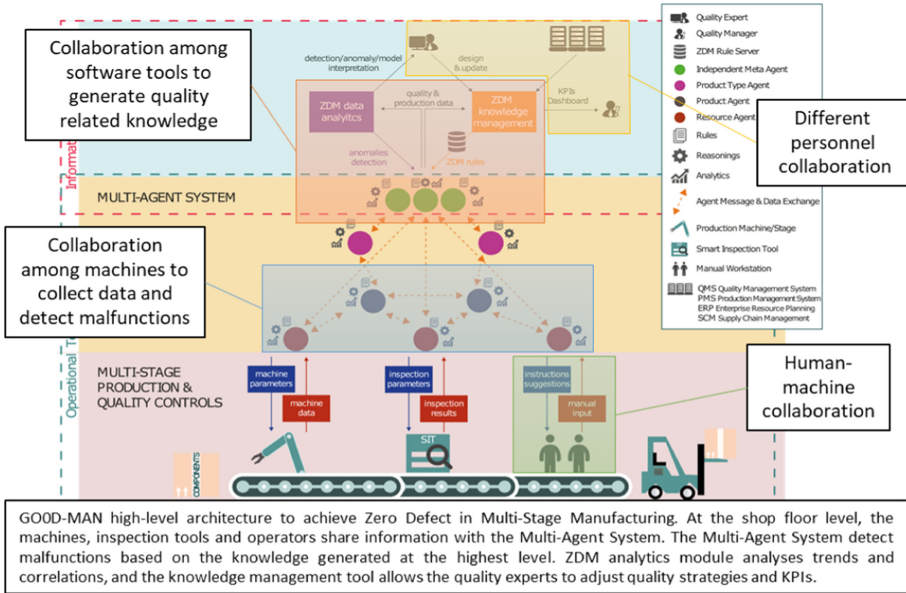 Collaboration among
software tools to
generate quality
related knowledge
detection/anomaly/model
interpretation
design
& update
ZDM data
analyitcs
quality &
production data
ZDM
knowledge
management
KPIs
Dashboard
anomalies
detection
ZDM rules
MULTI-AGENT SYSTEM
Collaboration
among machines to
collect data and
detect malfunctions
Different
personnel
collaboration
Quality Expert
Quality Manager
ZDM Rule Server
Independent Meta Agent
Product Type Agent
Product Agent
Resource Agent
Rules
Reasonings
Analytics
Agent Message & Data Exchange
Production Machine/Stage
Smart Inspection Tool
Manual Workstation
QMS Quality Management System
PMS Production Management System
ERP Enterprise Resource Planning
SCM Supply Chain Management
Operational
MULTI-STAGE
PRODUCTION &
QUALITY CONTROLS
machine
parameters
machine
data
inspection
parameters
inspection
results
instructions
suggestions
manual
input
Human-
machine
collaboration
COMPONENTS
SIT
GO0D-MAN high-level architecture to achieve Zero Defect in Multi-Stage Manufacturing. At the shop floor level, the
machines, inspection tools and operators share information with the Multi-Agent System. The Multi-Agent System detect
malfunctions based on the knowledge generated at the highest level. ZDM analytics module analyses trends and
correlations, and the knowledge management tool allows the quality experts to adjust quality strategies and KPIs.